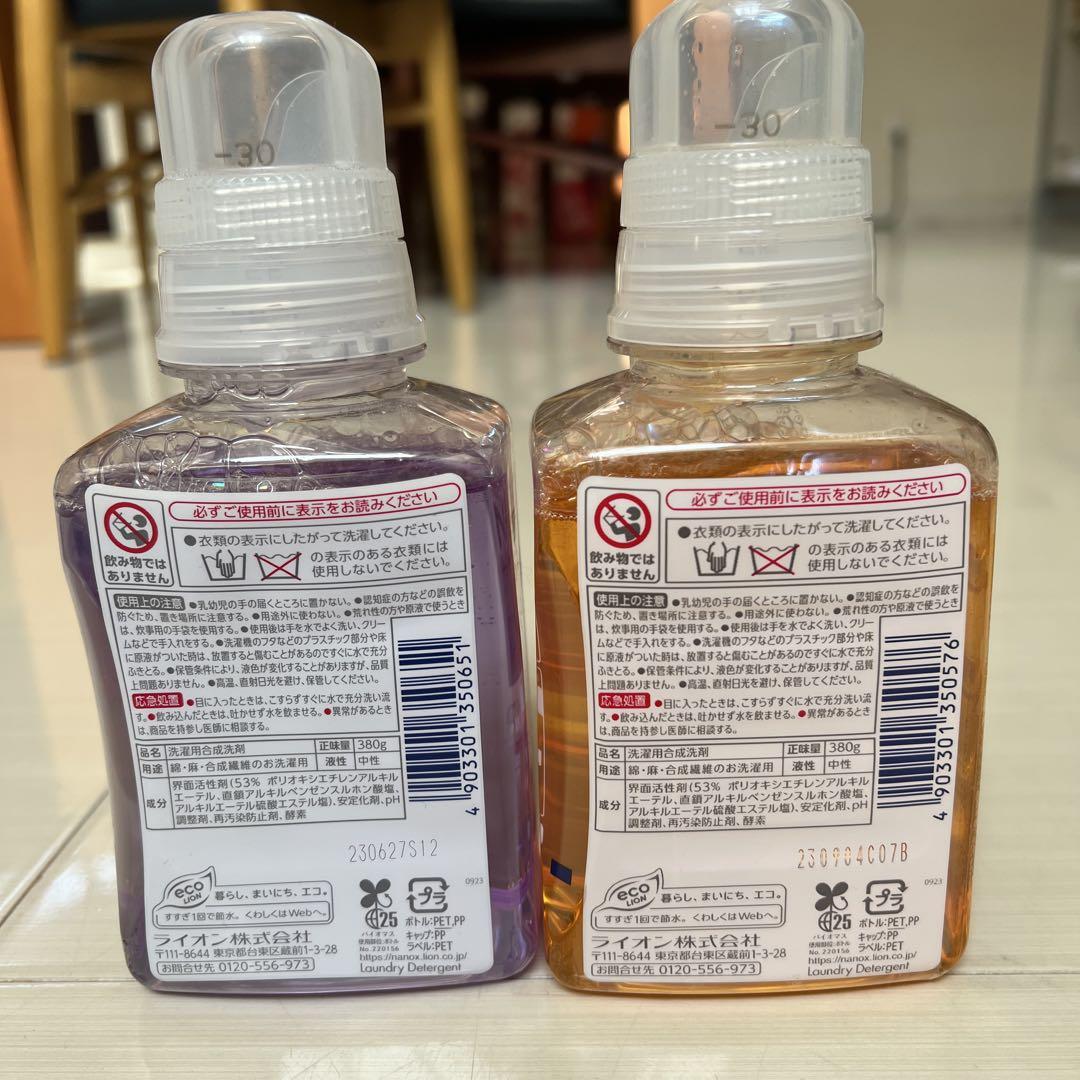 -30
必ずご使用前に表示をお読みください
飲み物では
ありません
●衣類の表示にしたがって洗濯してください。
の表示のある衣類には
使用しないでください。
使用上の注意 ●乳幼児の手の届くところに置かない。●認知症の方などの誤飲を
防ぐため、置き場所に注意する。●用途外に使わない。●荒れ性の方や原液で使うとき
は、炊事用の手袋を使用する。●使用後は手を水でよく洗い、クリー
ムなどで手入れをする。●洗濯機のフタなどのプラスチック部分や床
に原液がついた時は、放置すると傷むことがあるのですぐに水で充分
ふきとる。●保管条件により、液色が変化することがありますが、品質
上問題ありません。●高温、直射日光を避け、保管してください。
応急処置 ●目に入ったときは、こすらずすぐに水で充分洗い流
す。●飲み込んだときは、吐かせず水を飲ませる。●異常があるとき
は、商品を持参し医師に相談する。
品名 洗濯用合成洗剤 正味量 380g
用途 綿・麻・合成繊維のお洗濯用 液性 中性
成分 界面活性剤(53% ポリオキシエチレンアルキル
エーテル、直鎖アルキルベンゼンスルホン酸塩、
アルキルエーテル硫酸エステル塩)、安定化剤、pH
調整剤、再汚染防止剤、酵素
4 903301 350651
230627S12
eco
LION
暮らし、まいにち、エコ。
すすぎ1回で節水。くわしくはWebへ。
ライオン株式会社
〒111-8644 東京都台東区蔵前1-3-28
お問合せ先 0120-556-973
25
バイオマス
使用部位:ボトル
No.220156
プラ
0923
ボトル:PET,PP
キャップ:PP
ラベル:PET
https://nanox.lion.co.jp/
Laundry Detergent
-30
必ずご使用前に表示をお読みください
飲み物では
ありません
●衣類の表示にしたがって洗濯してください。
の表示のある衣類には
使用しないでください。
使用上の注意 ●乳幼児の手の届くところに置かない。●認知症の方などの誤飲を
防ぐため、置き場所に注意する。●用途外に使わない。●荒れ性の方や原液で使うとき
は、炊事用の手袋を使用する。●使用後は手を水でよく洗い、クリー
ムなどで手入れをする。●洗濯機のフタなどのプラスチック部分や床
に原液がついた時は、放置すると傷むことがあるのですぐに水で充分
ふきとる。●保管条件により、液色が変化することがありますが、品質
上問題ありません。●高温、直射日光を避け、保管してください。
応急処置 ●目に入ったときは、こすらずすぐに水で充分洗い流
す。●飲み込んだときは、吐かせず水を飲ませる。●異常があるとき
は、商品を持参し医師に相談する。
品名 洗濯用合成洗剤 正味量 380g
用途 綿・麻・合成繊維のお洗濯用 液性 中性
成分 界面活性剤(53% ポリオキシエチレンアルキル
エーテル、直鎖アルキルベンゼンスルホン酸塩、
アルキルエーテル硫酸エステル塩)、安定化剤、pH
調整剤、再汚染防止剤、酵素
4 903301 350576
230904C07B
eco
LION
暮らし、まいにち、エコ。
すすぎ1回で節水。くわしくはWebへ。
ライオン株式会社
〒111-8644 東京都台東区蔵前1-3-28
お問合せ先 0120-556-973
25
バイオマス
使用部位:ボトル
No.220156
プラ
0923
ボトル:PET,PP
キャップ:PP
ラベル:PET
https://nanox.lion.co.jp/
Laundry Detergent